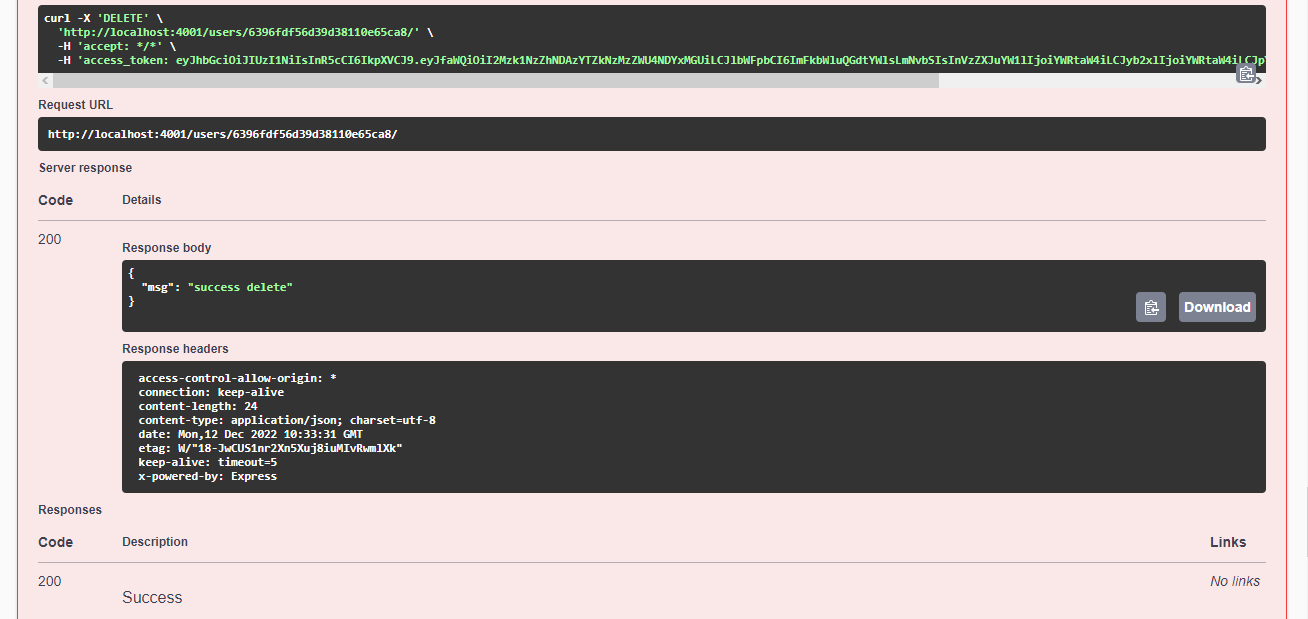 curl -X 'DELETE' \
'http://localhost:4001/users/6396fdf56d39d38110e65ca8/' \
-H 'accept: */*' \
-H 'access_token: eyJhbGciOiJIUzI1NiIsInR5cCI6IkpXVCJ9.eyJfaWQiOiI2Mzk1NDAzYTZkNzMzZWU4NDYxMGUiLCJlbWFpbCI6ImFkbWluQGdtYWlsLmNvbSIsInVzZXJuYW1lIjoiYWRtaW4iLCJyb2xlIjoiYWRtaW4iLCJp
Request URL
http://localhost:4001/users/6396fdf56d39d38110e65ca8/
Server response
Code Details
200
Response body
{
"msg": "success delete"
}
Download
Response headers
access-control-allow-origin: *
connection: keep-alive
content-length: 24
content-type: application/json; charset=utf-8
date: Mon,12 Dec 2022 10:33:31 GMT
etag: W/"18-JwCUS1nr2Xn5Xuj8iuMIvRwmlXk"
keep-alive: timeout=5
x-powered-by: Express
Responses
Code Description Links
200 No links
Success